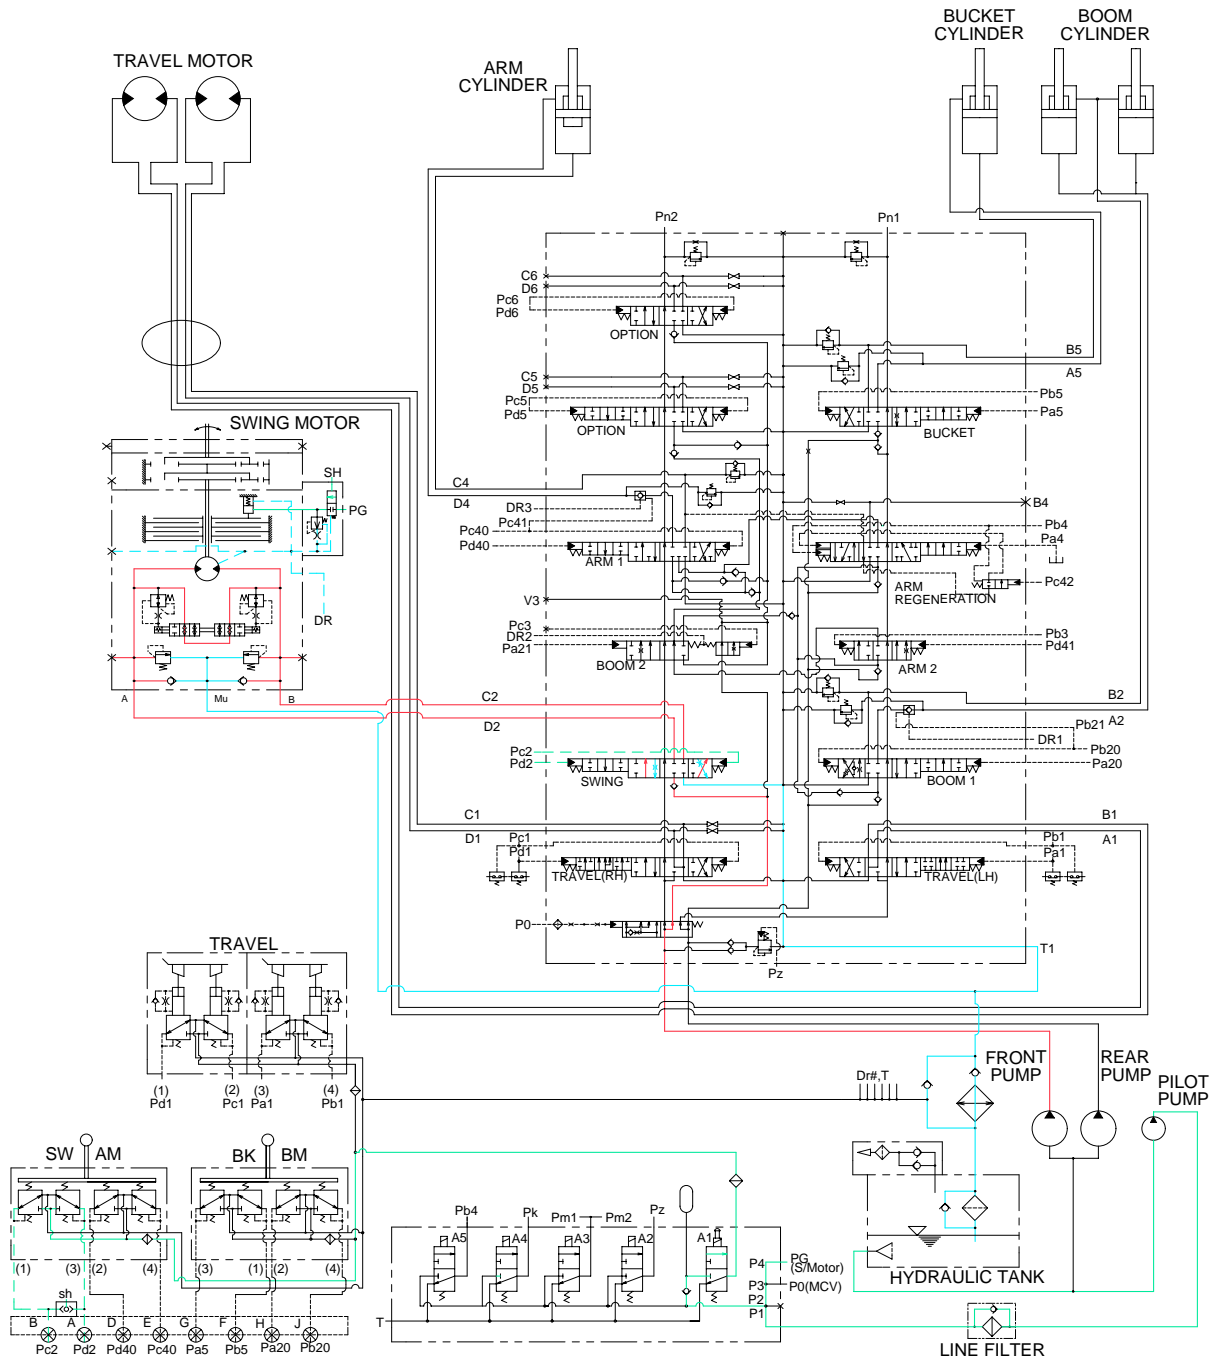 BUCKET CYLINDER
BOOM CYLINDER
TRAVEL MOTOR
ARM CYLINDER
Pn2
Pn1
C6
D6
Pc6
Pd6
OPTION
B5
A5
C5
D5
Pc5
Pd5
OPTION
Pb5
Pa5
BUCKET
SWING MOTOR
SH
PG
C4
D4
DR3
Pc41
Pc40
Pd40
ARM 1
B4
Pb4
Pa4
Pc42
ARM
REGENERATION
DR
V3
Pc3
DR2
Pa21
BOOM 2
Pb3
Pd41
ARM 2
A
Mu
B
C2
D2
B2
A2
Pb21
DR1
Pc2
Pd2
SWING
Pb20
Pa20
BOOM 1
C1
D1
Pc1
Pd1
TRAVEL(RH)
B1
A1
Pb1
Pa1
TRAVEL(LH)
P0
Pz
T1
TRAVEL
(1)
Pd1
(2)
Pc1
(3)
Pa1
(4)
Pb1
Dr#,T
FRONT PUMP
REAR PUMP
PILOT PUMP
SW
AM
BK
BM
(1)
(3)
(2)
(4)
(3)
(1)
(2)
(4)
sh
B
A
D
E
G
F
H
J
Pc2
Pd2
Pd40
Pc40
Pa5
Pb5
Pa20
Pb20
Pb4
Pk
Pm1
Pm2
Pz
A5
A4
A3
A2
A1
T
P4
P3
P2
P1
PG
(S/Motor)
P0(MCV)
HYDRAULIC TANK
LINE FILTER